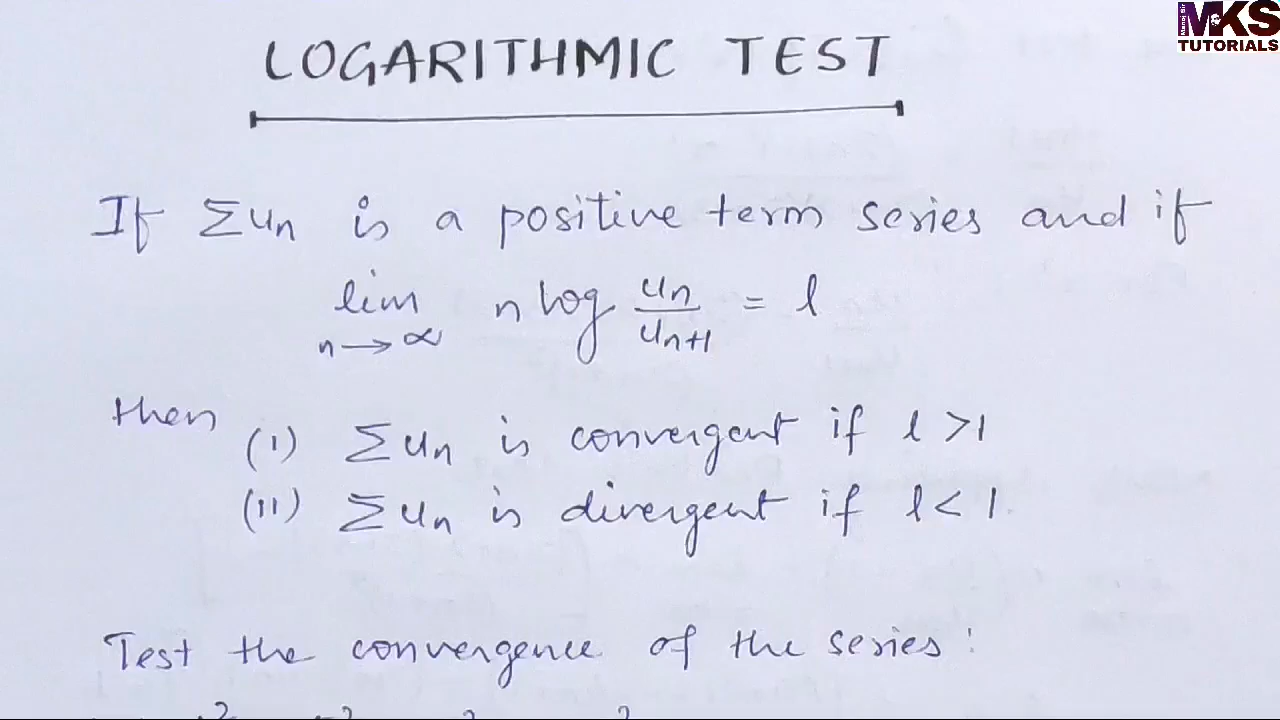 MKS
TUTORIALS
LOGARITHMIC TEST
If Σun is a positive term series and if
lim n log un/un+1 = l
n→∞
then
(i) Σun is convergent if l >1
(ii) Σun is divergent if l < 1.
Test the convergence of the series: